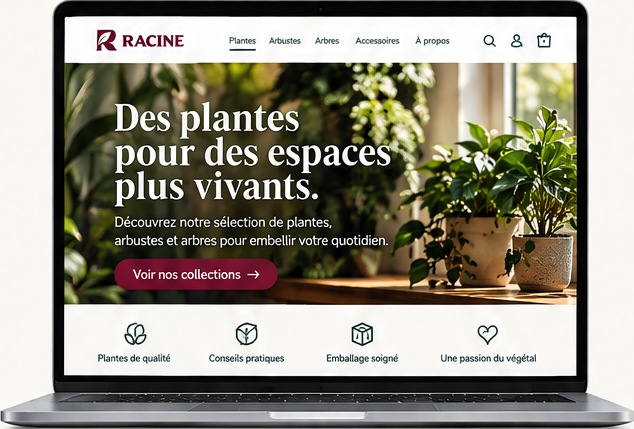 RACINE
Plantes
Arbustes
Arbres
Accessoires
À propos
Des plantes
pour des espaces
plus vivants.
Découvrez notre sélection de plantes,
arbustes et arbres pour embellir votre quotidien.
Voir nos collections →
Plantes de qualité
Conseils pratiques
Emballage soigné
Une passion du végétal